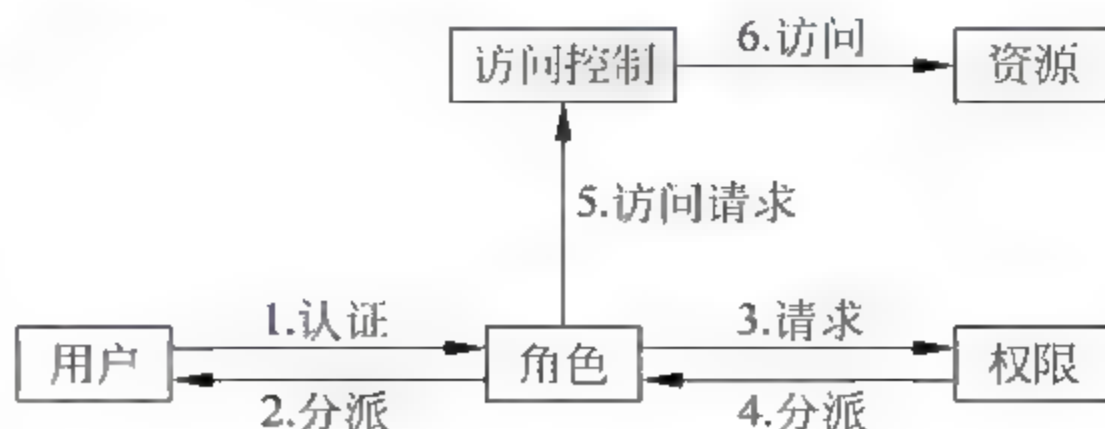 访问控制
6.访问
资源
5.访问请求
1.认证
3.请求
用户
角色
权限
2.分派
4.分派